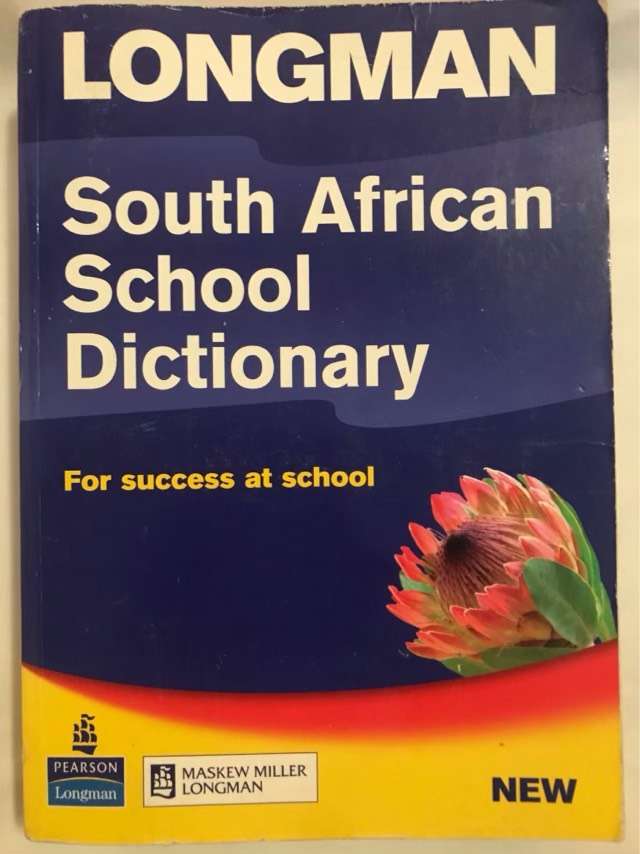 LONGMAN
South African
School
Dictionary
For success at school
PEARSON
Longman
MASKEW MILLER
LONGMAN
NEW